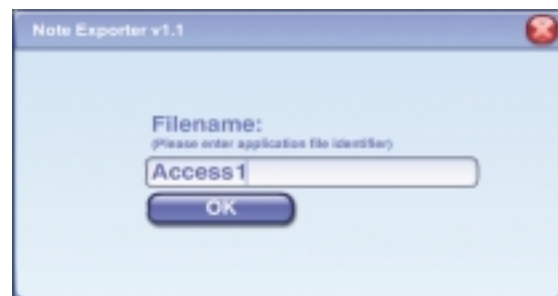 Note Exporter v1.1
Filename:
(Please enter application file identifier)
Access1
OK